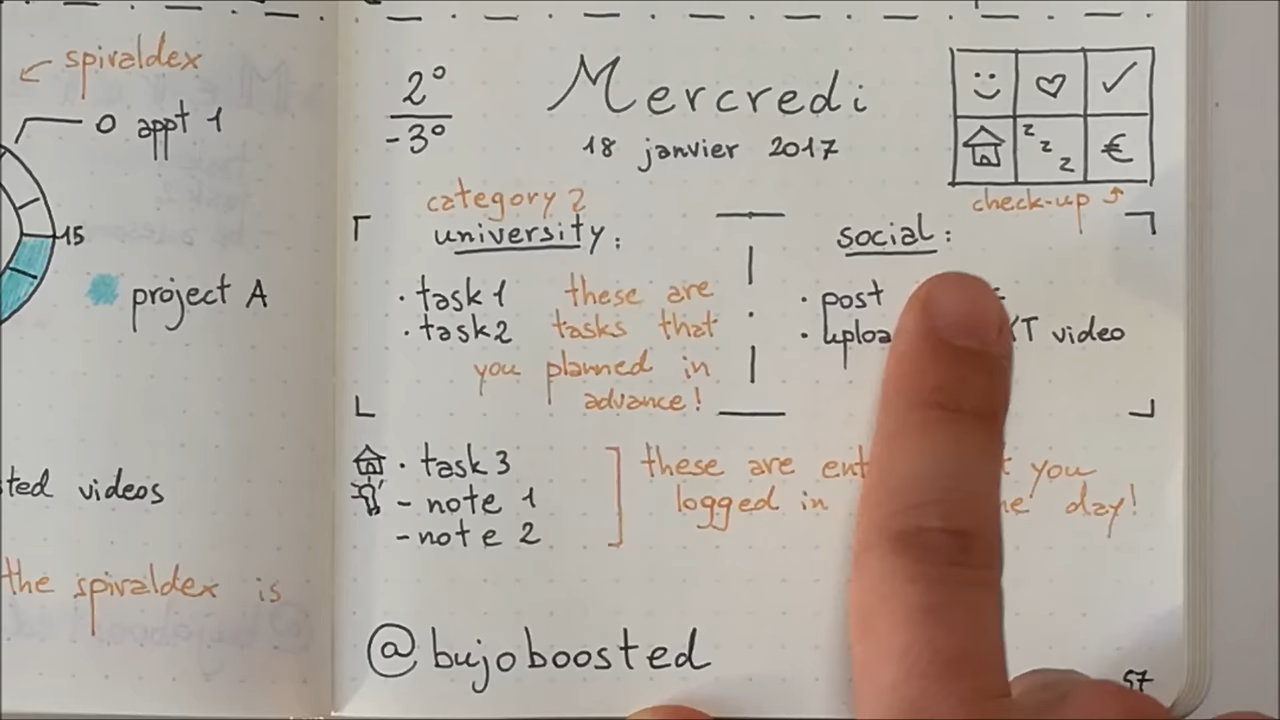 spiraldex
appt 1
15
project A
ted videos
the spiraldex is
2°
-3°
Mercredi
18 janvier 2017
z z z
€
check-up
category 2
university:
• task 1
• task 2
these are
tasks that
you planned in
advance!
social:
• post
• YT video
• task 3
- note 1
- note 2
these are you
logged in day!
@bujoboosted
57